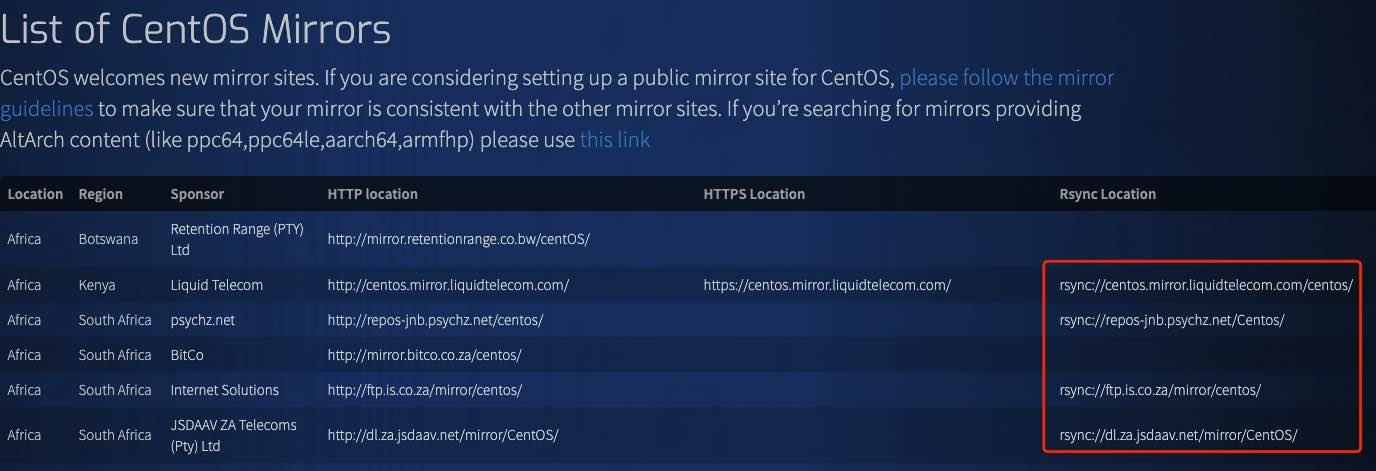 List of CentOS Mirrors
CentOS welcomes new mirror sites. If you are considering setting up a public mirror site for CentOS, please follow the mirror
guidelines to make sure that your mirror is consistent with the other mirror sites. If you’re searching for mirrors providing
AltArch content (like ppc64,ppc64le,aarch64,armfhp) please use this link
Location Region Sponsor HTTP location HTTPS Location Rsync Location
Africa Botswana Retention Range (PTY) Ltd http://mirror.retentionrange.co.bw/centOS/
Africa Kenya Liquid Telecom http://centos.mirror.liquidtelecom.com/ https://centos.mirror.liquidtelecom.com/ rsync://centos.mirror.liquidtelecom.com/centos/
Africa South Africa psychz.net http://repos-jnb.psychz.net/centos/ rsync://repos-jnb.psychz.net/Centos/
Africa South Africa BitCo http://mirror.bitco.co.za/centos/
Africa South Africa Internet Solutions http://ftp.is.co.za/mirror/centos/ rsync://ftp.is.co.za/mirror/centos/
Africa South Africa JSDAAV ZA Telecoms (Pty) Ltd http://dl.za.jsdaav.net/mirror/CentOS/ rsync://dl.za.jsdaav.net/mirror/CentOS/